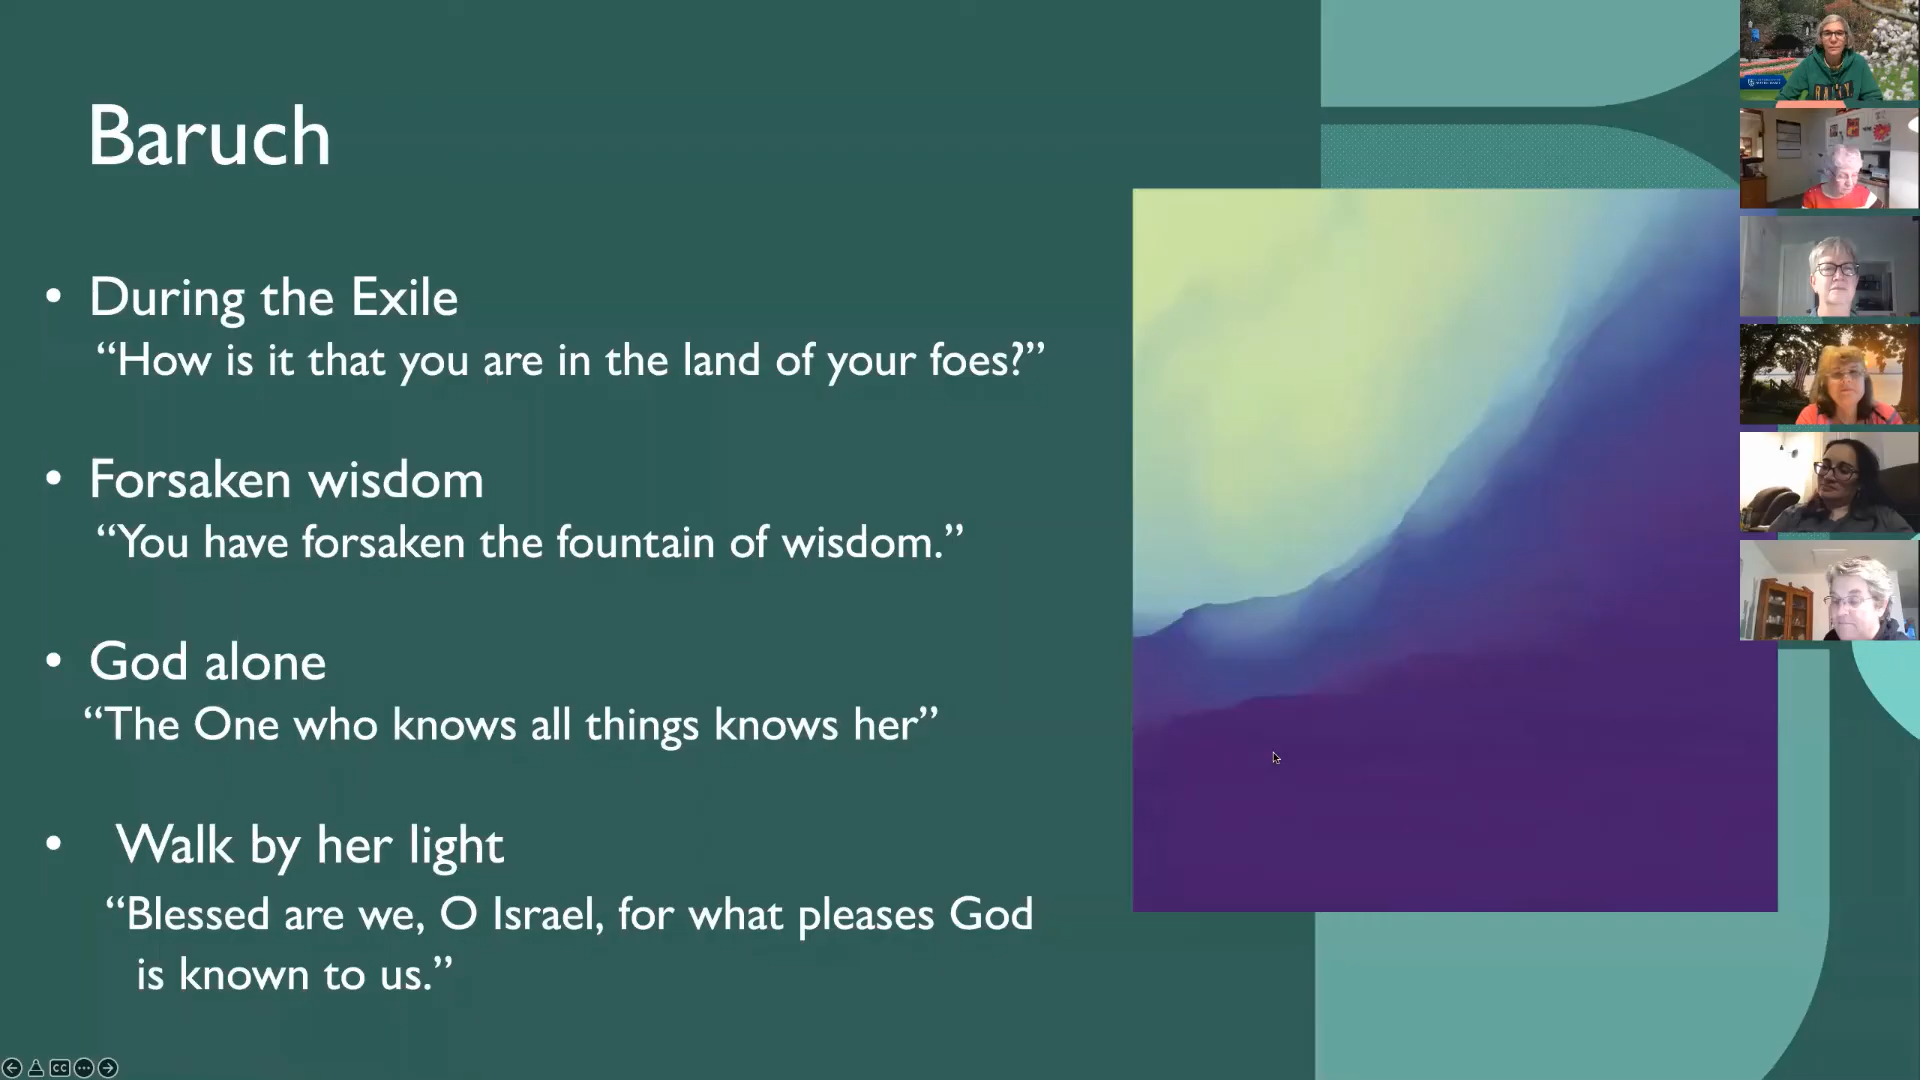 Baruch
• During the Exile
“How is it that you are in the land of your foes?”
• Forsaken wisdom
“You have forsaken the fountain of wisdom.”
• God alone
“The One who knows all things knows her”
• Walk by her light
“Blessed are we, O Israel, for what pleases God
is known to us.”
CC